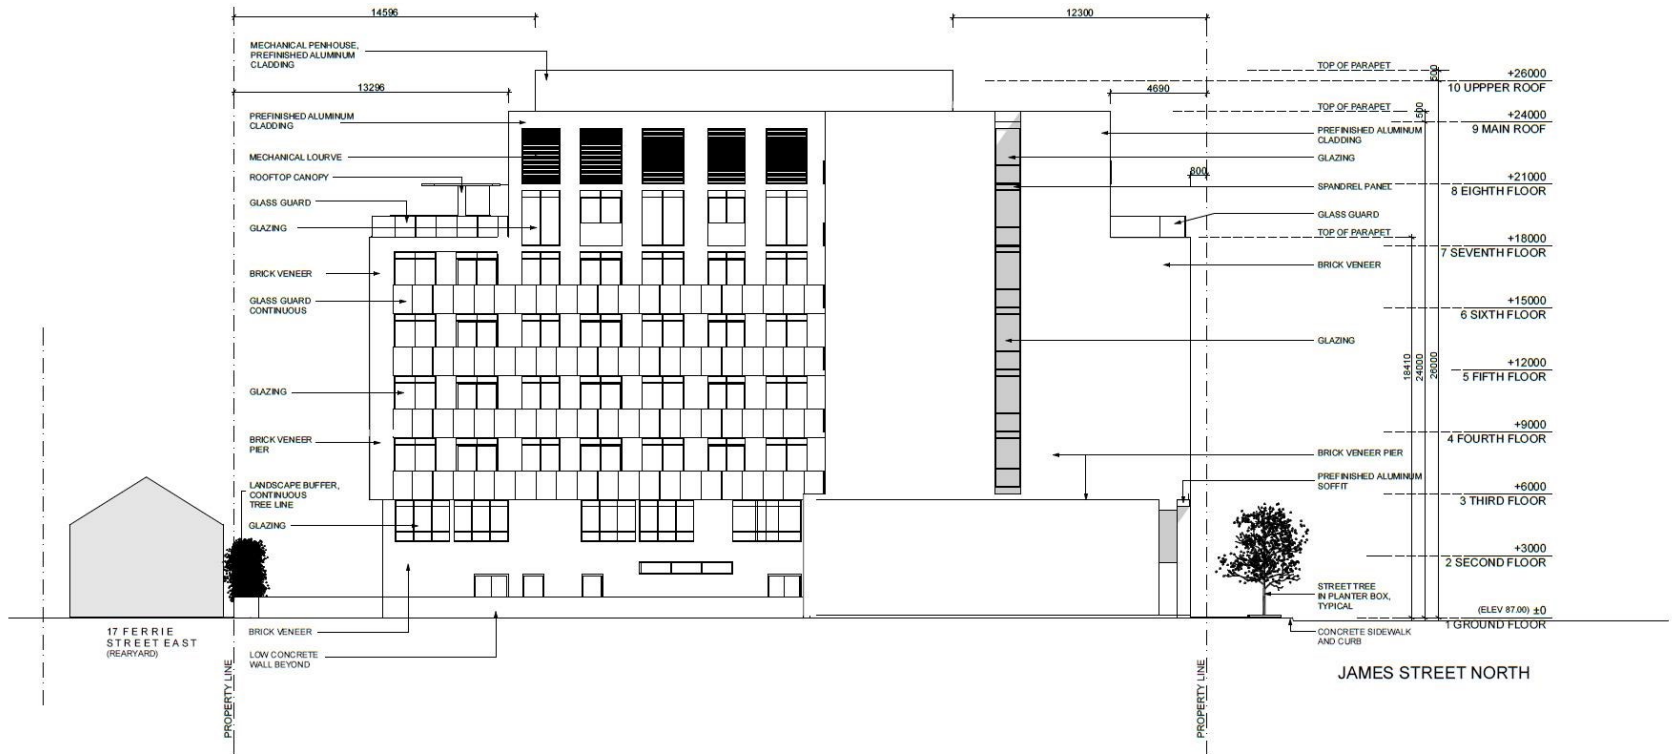 14596
12300
MECHANICAL PENHOUSE,
PREFINISHED ALUMINUM
CLADDING
13296
PREFINISHED ALUMINUM
CLADDING
MECHANICAL LOURVE
ROOFTOP CANOPY
GLASS GUARD
GLAZING
BRICK VENEER
GLASS GUARD
CONTINUOUS
GLAZING
BRICK VENEER
PIER
LANDSCAPE BUFFER,
CONTINUOUS
TREE LINE
GLAZING
BRICK VENEER
LOW CONCRETE
WALL BEYOND
17 FERRIE
STREET EAST
(REARYARD)
PROPERTY LINE
4690
800
TOP OF PARAPET
TOP OF PARAPET
PREFINISHED ALUMINUM
CLADDING
GLAZING
SPANDREL PANEL
GLASS GUARD
TOP OF PARAPET
BRICK VENEER
GLAZING
BRICK VENEER PIER
PREFINISHED ALUMINUM
SOFFIT
STREET TREE
IN PLANTER BOX,
TYPICAL
CONCRETE SIDEWALK
AND CURB
PROPERTY LINE
500
500
18410
24000
26000
+26000
10 UPPPER ROOF
+24000
9 MAIN ROOF
+21000
8 EIGHTH FLOOR
+18000
7 SEVENTH FLOOR
+15000
6 SIXTH FLOOR
+12000
5 FIFTH FLOOR
+9000
4 FOURTH FLOOR
+6000
3 THIRD FLOOR
+3000
2 SECOND FLOOR
(ELEV 87.00) ±0
1 GROUND FLOOR
JAMES STREET NORTH